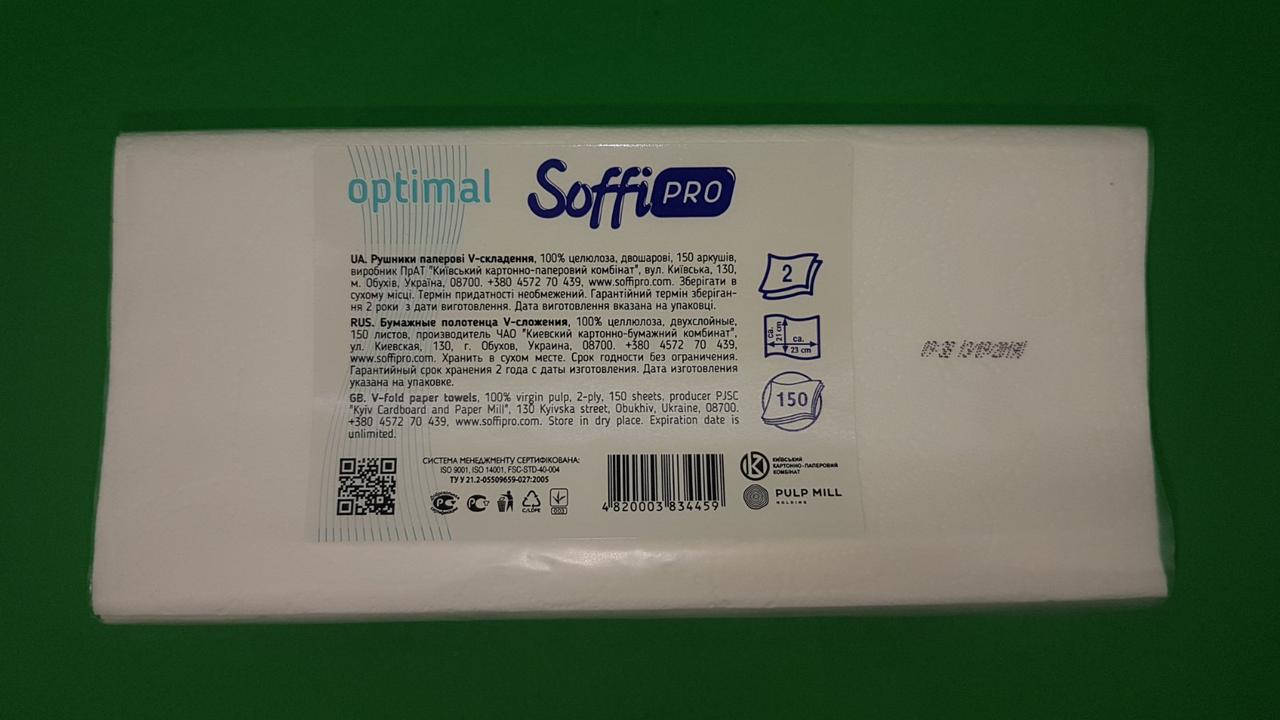 optimal
Soffi PRO
UA. Рушники паперові V-складення, 100% целюлоза, двошарові, 150 аркушів,
виробник ПрАТ "Київський картонно-паперовий комбінат", вул. Київська, 130,
м. Обухів, Україна, 08700. +380 4572 70 439, www.soffipro.com. Зберігати в
сухому місці. Термін придатності необмежений. Гарантійний термін зберіган-
ня 2 роки з дати виготовлення. Дата виготовлення вказана на упаковці.
RUS. Бумажные полотенца V-сложения, 100% целлюлоза, двухслойные,
150 листов, производитель ЧАО "Киевский картонно-бумажный комбинат",
ул. Киевская, 130, г. Обухов, Украина, 08700. +380 4572 70 439,
www.soffipro.com. Хранить в сухом месте. Срок годности без ограничения.
Гарантийный срок хранения 2 года с даты изготовления. Дата изготовления
указана на упаковке.
GB. V-fold paper towels, 100% virgin pulp, 2-ply, 150 sheets, producer PJSC
"Kyiv Cardboard and Paper Mill", 130 Kyivska street, Obukhiv, Ukraine, 08700.
+380 4572 70 439, www.soffipro.com. Store in dry place. Expiration date is
unlimited.
2
ca. 21 cm
ca.
23 cm
150
СИСТЕМА МЕНЕДЖМЕНТУ СЕРТИФІКОВАНА:
ISO 9001, ISO 14001, FSC-STD-40-004
ТУ У 21.2-05509659-027:2005
C/LDPE
003
4820003834459
КИЇВСЬКИЙ
КАРТОННО-ПАПЕРОВИЙ
КОМБІНАТ
PULP MILL
HOLDING